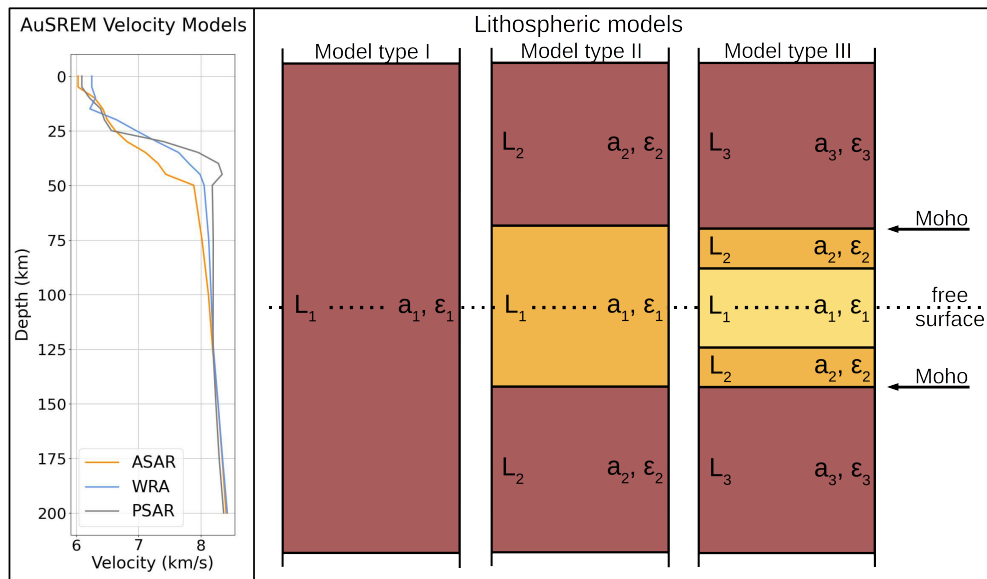 AuSREM Velocity Models
0
25
50
75
100
125
150
175
200
Depth (km)
ASAR
WRA
PSAR
6 7 8
Velocity (km/s)
Lithospheric models
Model type I
Model type II
Model type III
L₁ a₁, ε₁
L₂ a₂, ε₂
L₁ a₁, ε₁
L₂ a₂, ε₂
L₃ a₃, ε₃
L₂ a₂, ε₂
L₁ a₁, ε₁
L₂ a₂, ε₂
L₃ a₃, ε₃
Moho
free
surface
Moho